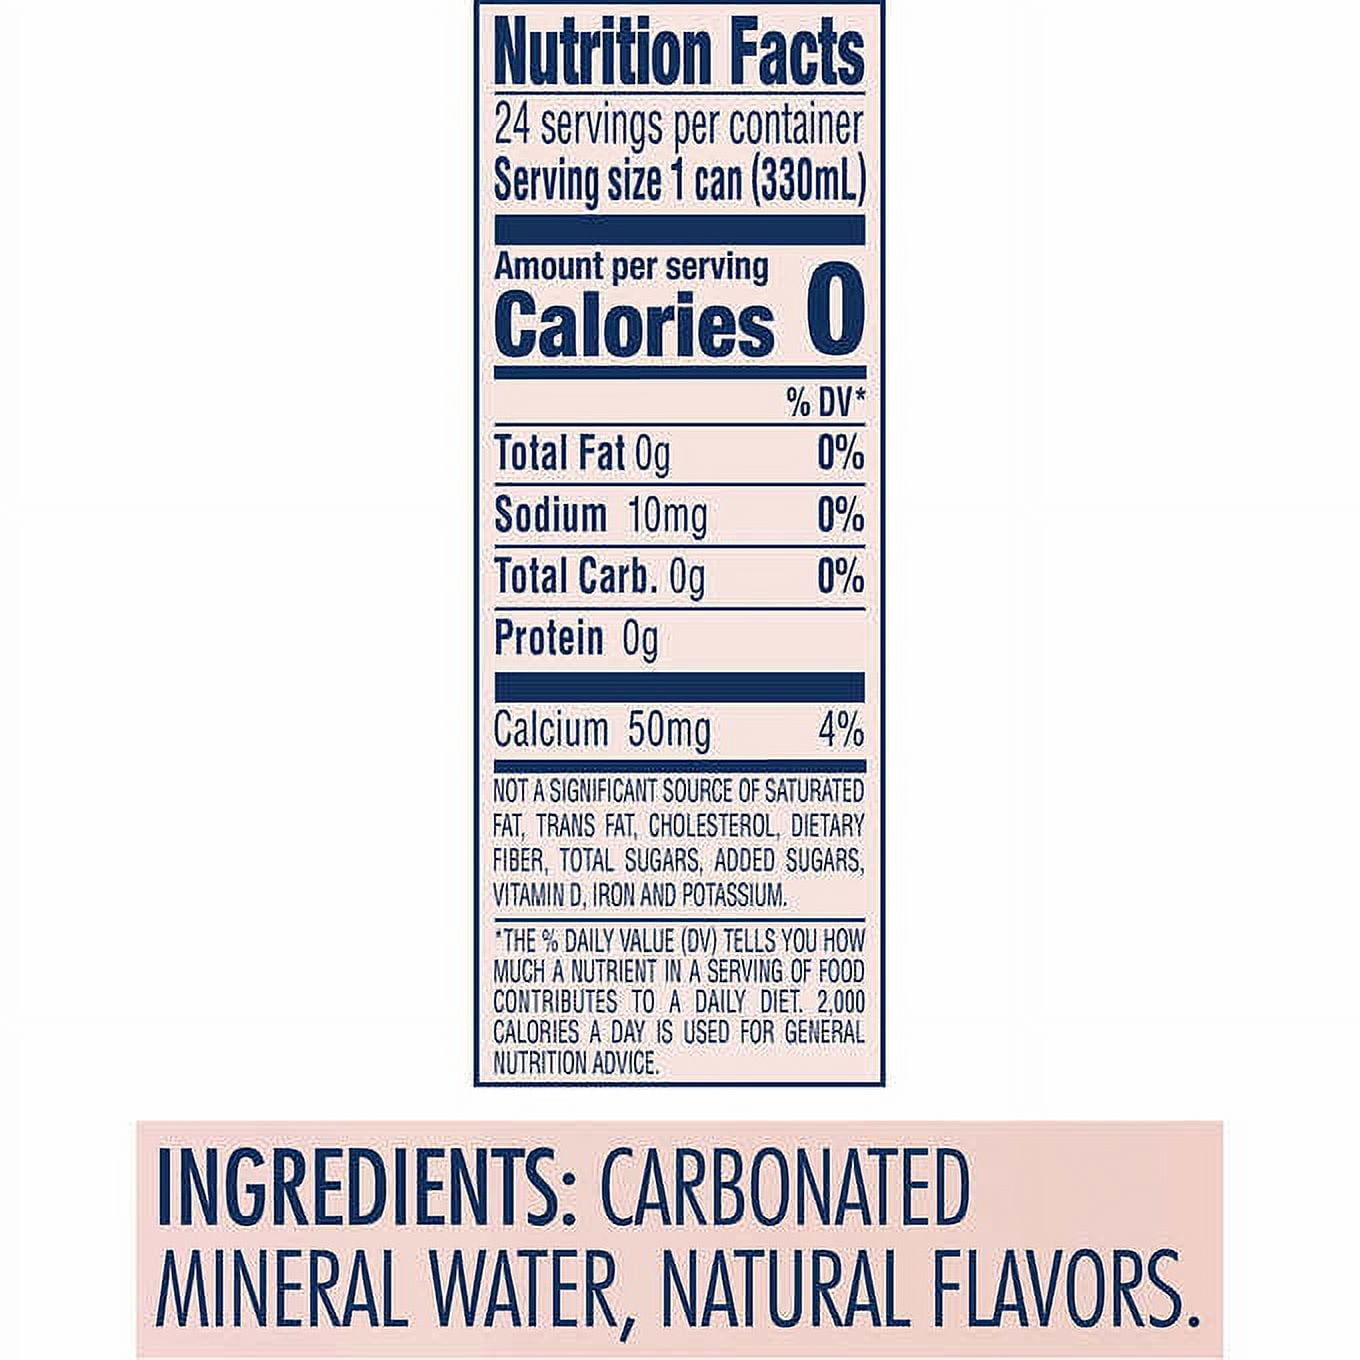 Nutrition Facts
24 servings per container
Serving size 1 can (330mL)
Amount per serving
Calories 0
% DV*
Total Fat 0g 0%
Sodium 10mg 0%
Total Carb. 0g 0%
Protein 0g
Calcium 50mg 4%
NOT A SIGNIFICANT SOURCE OF SATURATED
FAT, TRANS FAT, CHOLESTEROL, DIETARY
FIBER, TOTAL SUGARS, ADDED SUGARS,
VITAMIN D, IRON AND POTASSIUM.
*THE % DAILY VALUE (DV) TELLS YOU HOW
MUCH A NUTRIENT IN A SERVING OF FOOD
CONTRIBUTES TO A DAILY DIET. 2,000
CALORIES A DAY IS USED FOR GENERAL
NUTRITION ADVICE.
INGREDIENTS: CARBONATED
MINERAL WATER, NATURAL FLAVORS.